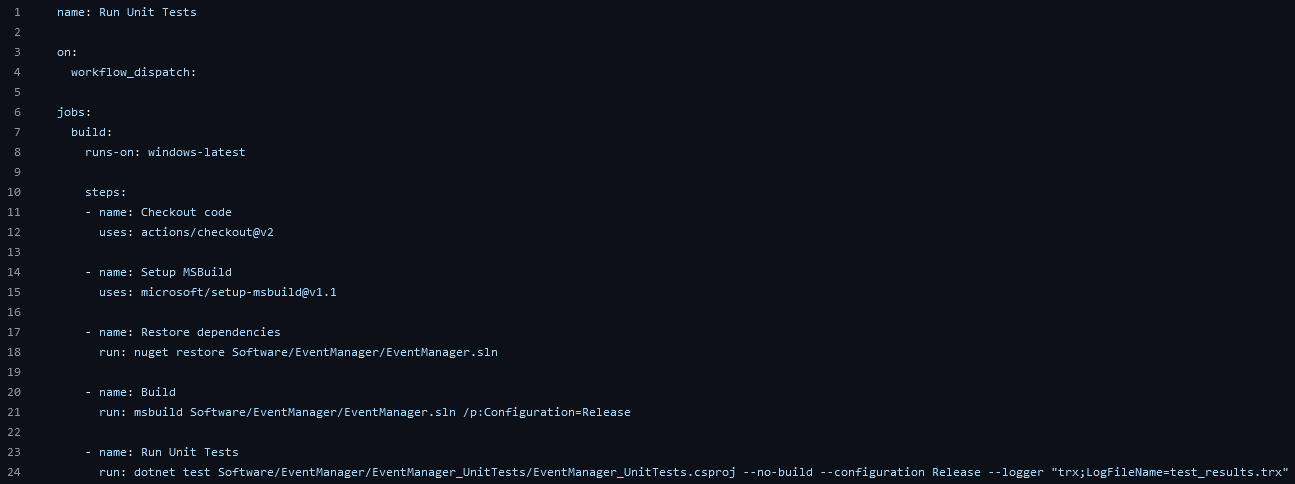 1 name: Run Unit Tests
2
3 on:
4   workflow_dispatch:
5
6 jobs:
7   build:
8     runs-on: windows-latest
9
10     steps:
11     - name: Checkout code
12       uses: actions/checkout@v2
13
14     - name: Setup MSBuild
15       uses: microsoft/setup-msbuild@v1.1
16
17     - name: Restore dependencies
18       run: nuget restore Software/EventManager/EventManager.sln
19
20     - name: Build
21       run: msbuild Software/EventManager/EventManager.sln /p:Configuration=Release
22
23     - name: Run Unit Tests
24       run: dotnet test Software/EventManager/EventManager_UnitTests/EventManager_UnitTests.csproj --no-build --configuration Release --logger "trx;LogFileName=test_results.trx"